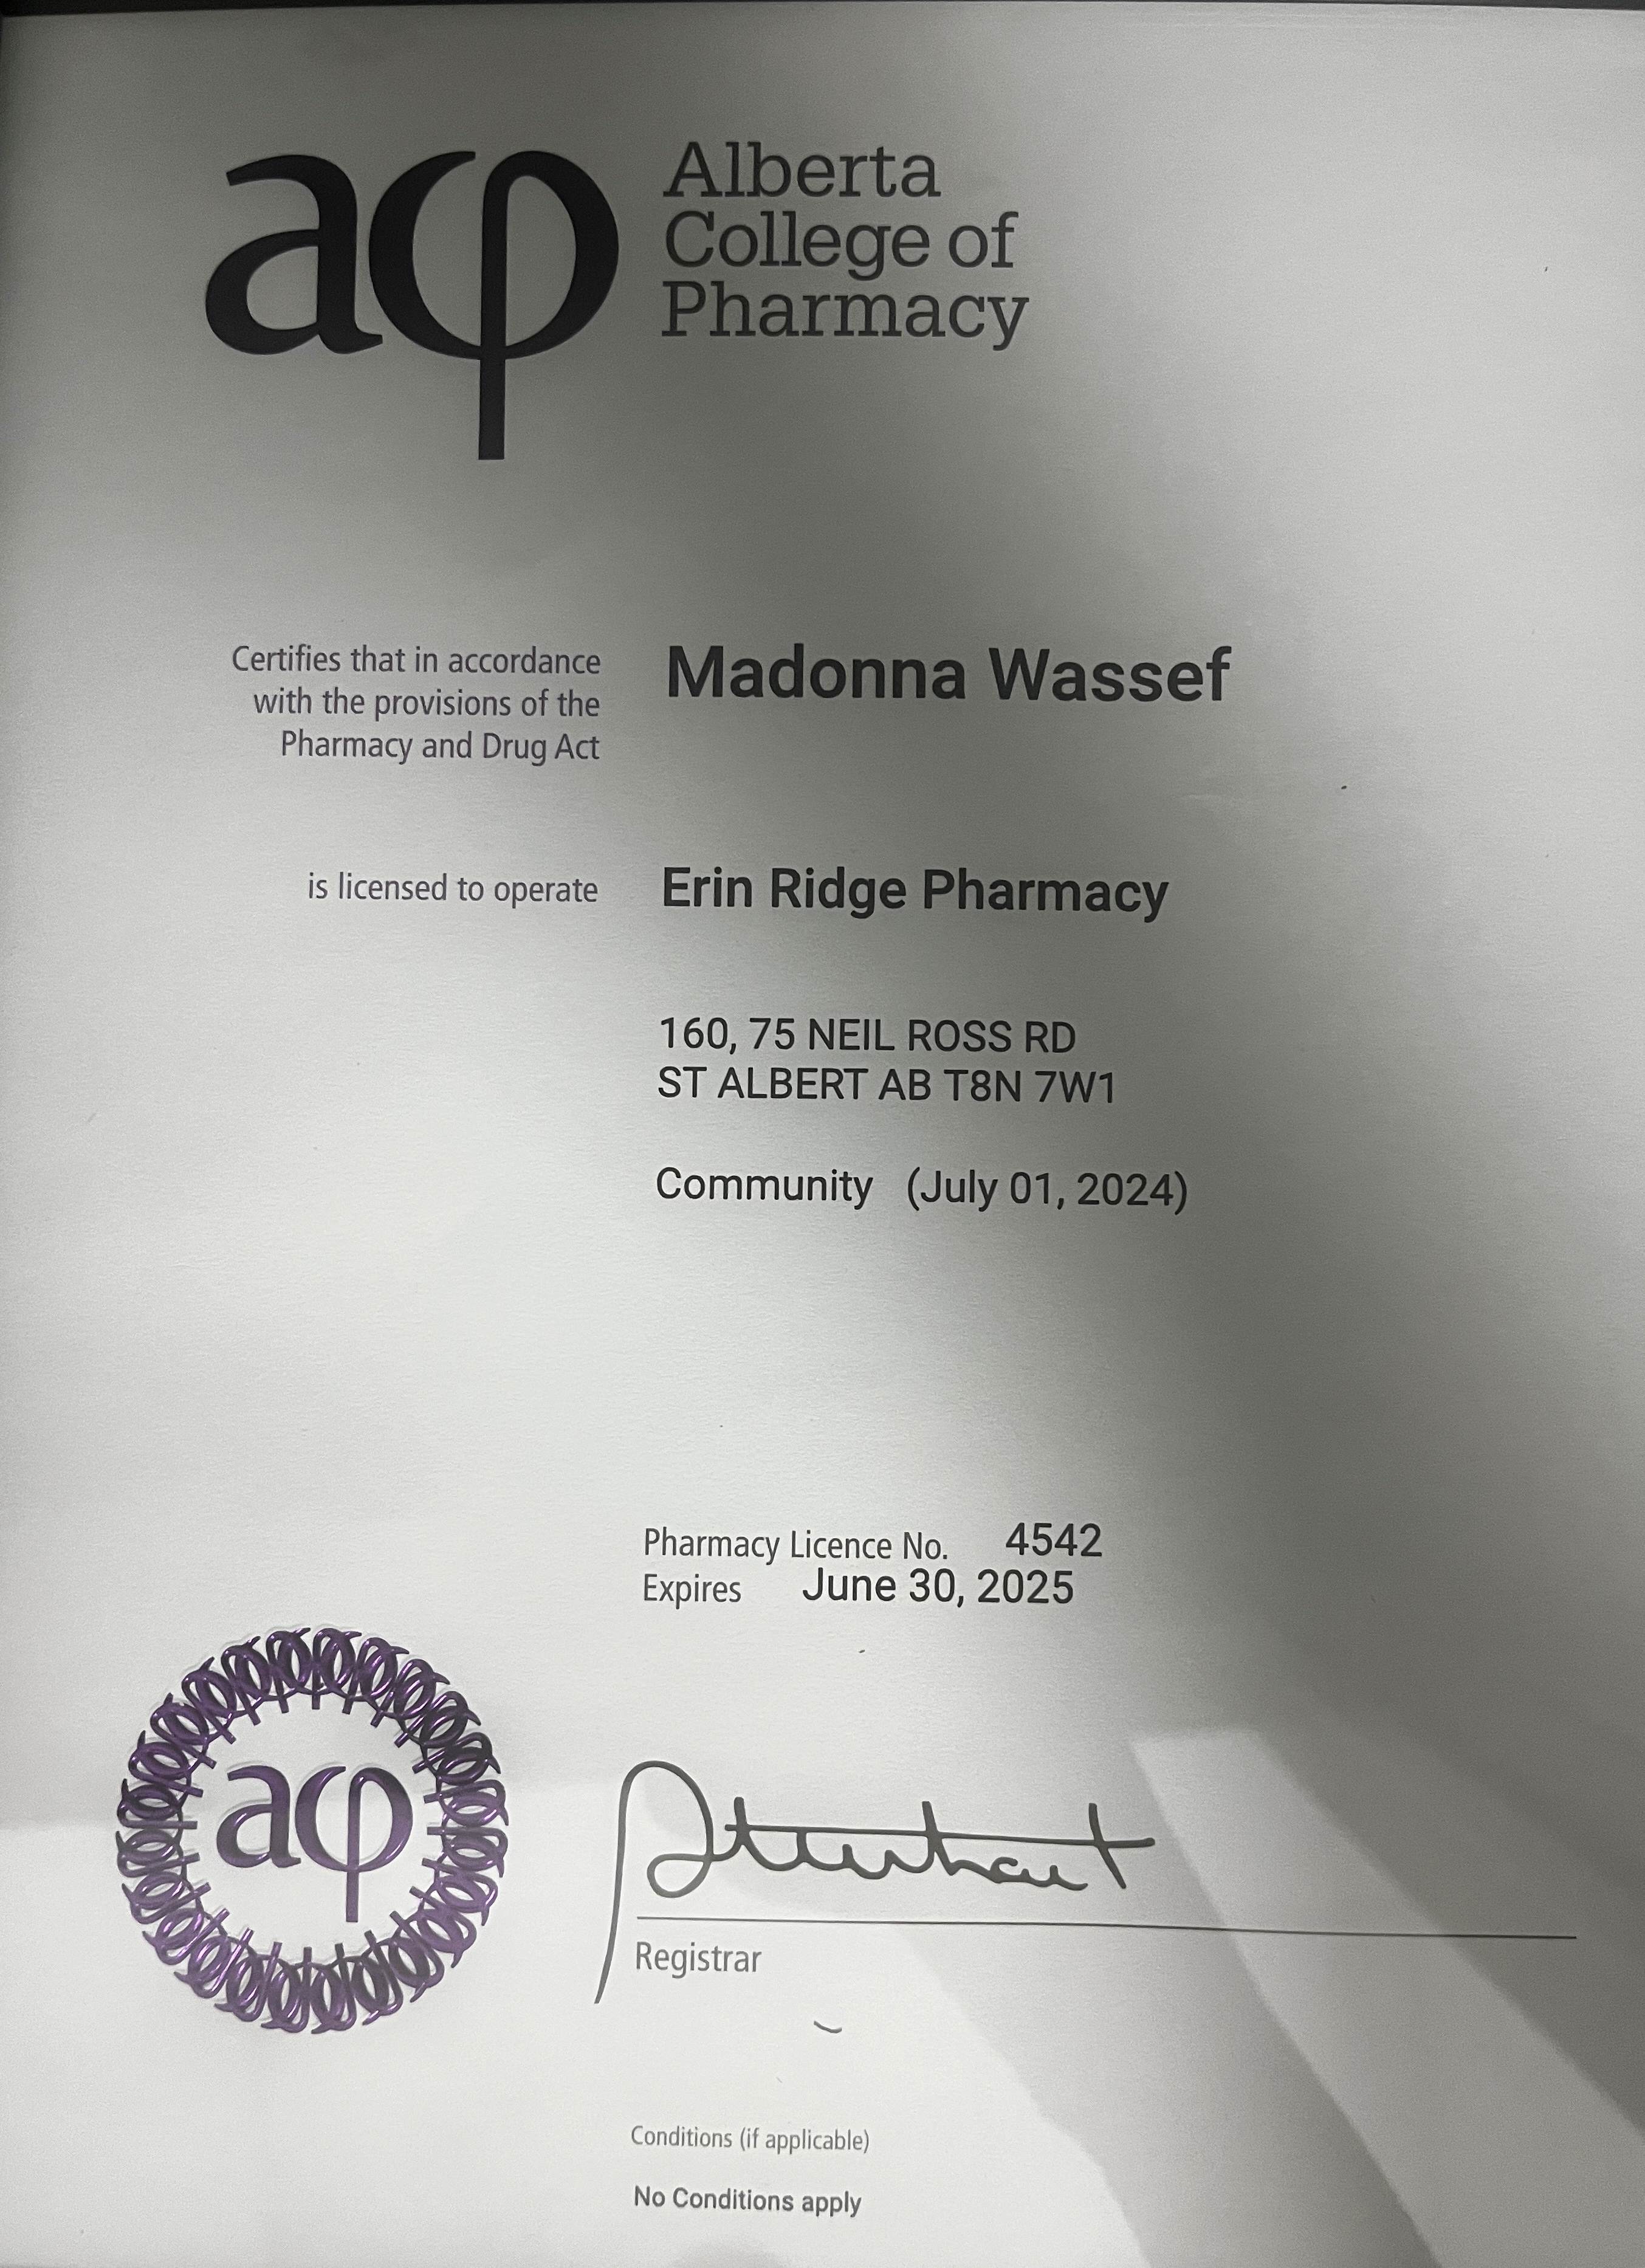 aφ
Alberta
College of
Pharmacy
Certifies that in accordance
with the provisions of the
Pharmacy and Drug Act
Madonna Wassef
is licensed to operate
Erin Ridge Pharmacy
160, 75 NEIL ROSS RD
ST ALBERT AB T8N 7W1
Community (July 01, 2024)
Pharmacy Licence No. 4542
Expires June 30, 2025
aφ
Registrar
Conditions (if applicable)
No Conditions apply